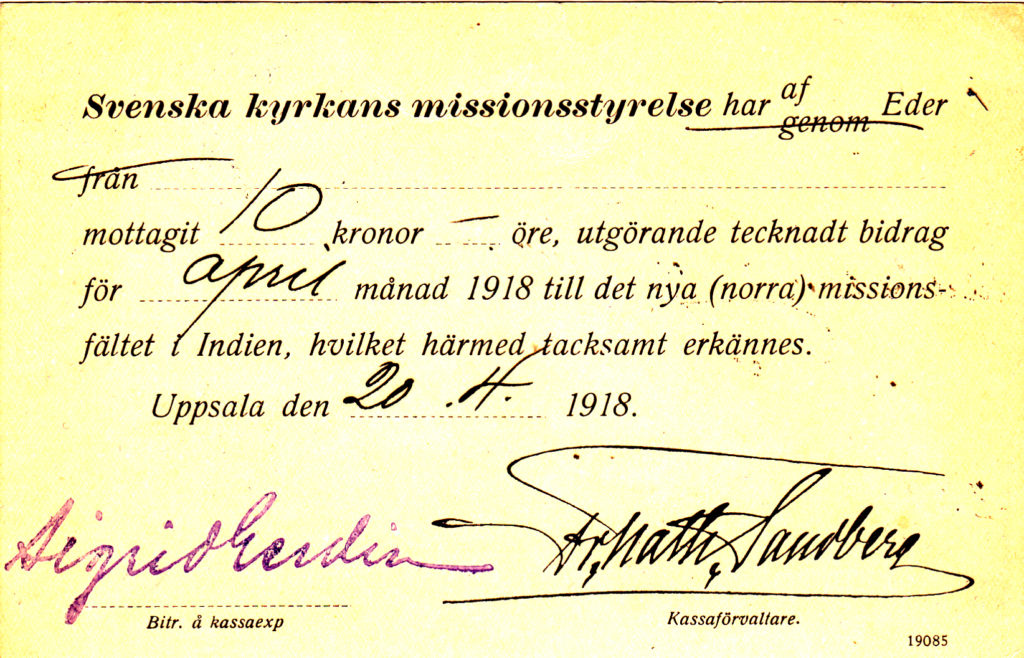 Svenska kyrkans missionsstyrelse har af genom Eder
från
mottagit 10 kronor — öre, utgörande tecknadt bidrag
för april månad 1918 till det nya (norra) missions-
fältet i Indien, hvilket härmed tacksamt erkännes.
Uppsala den 20.4. 1918.
Sigrid Sandberg
Bitr. å kassaexp
Kassaförvaltare.
19085